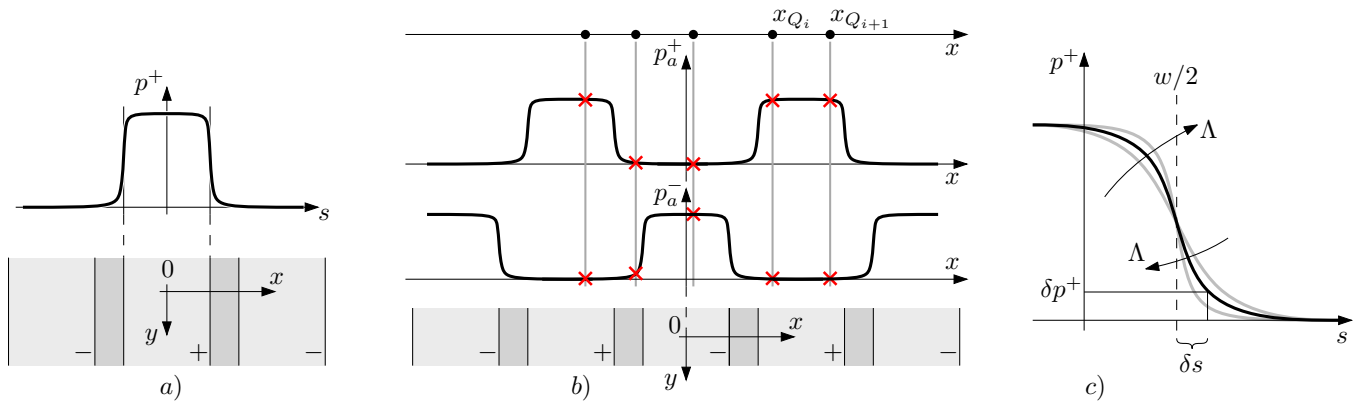 p⁺
s
0
x
y
−
+
−
a)
x_{Q_i}
x_{Q_{i+1}}
x
p_a⁺
x
p_a⁻
x
0
x
−
+
−
+
y
b)
p⁺
w/2
Λ
Λ
δp⁺
s
δs
c)